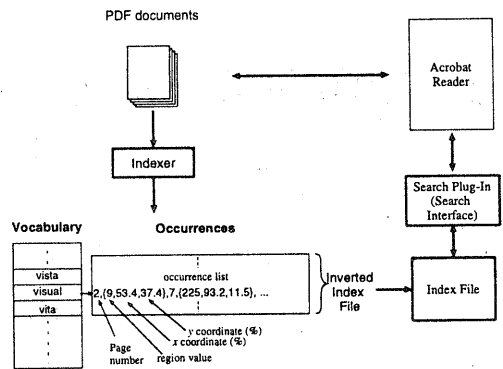 PDF documents
Acrobat
Reader
Indexer
Search Plug-In
(Search
Interface)
Vocabulary
Occurrences
occurrence list
vista
visual
vita
2,{9,53.4,37.4},7,{225,93.2,11.5}, ...
Inverted
Index
File
Index File
y coordinate (%)
x coordinate (%)
Page
number
region value